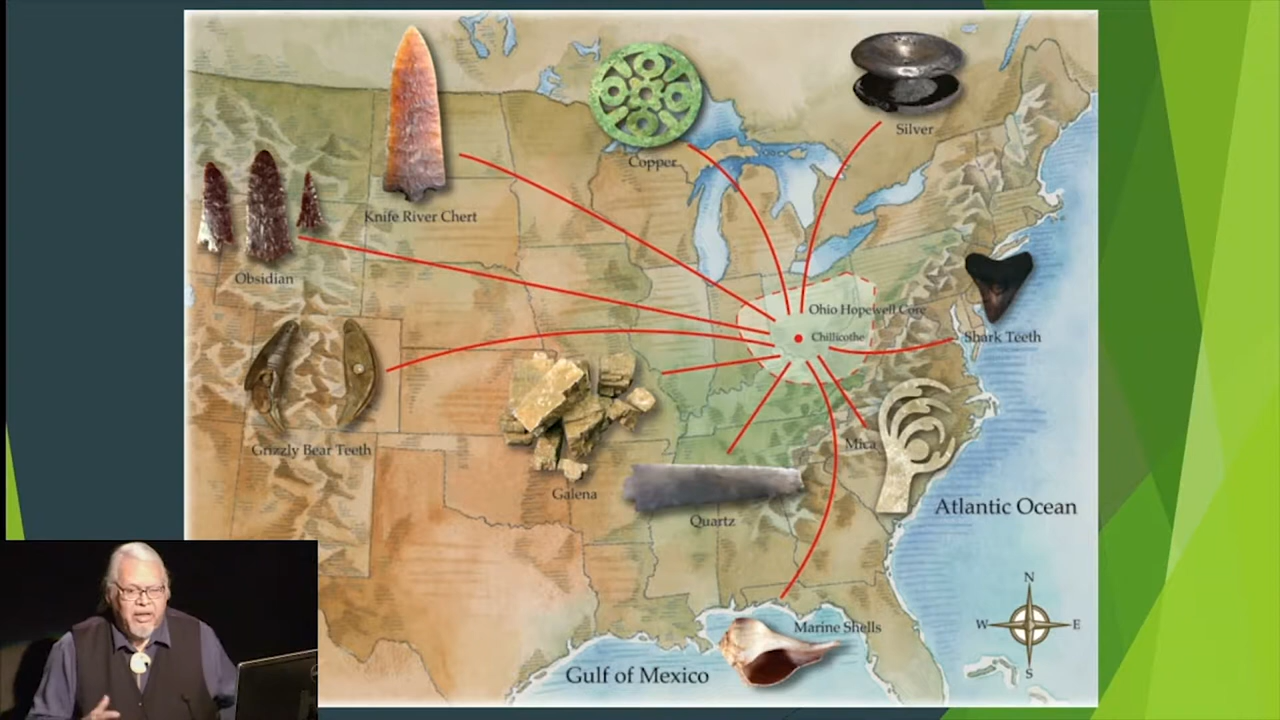 Silver
Copper
Knife River Chert
Obsidian
Ohio Hopewell Core
Chillicothe
Shark Teeth
Grizzly Bear Teeth
Mica
Galena
Quartz
Atlantic Ocean
Marine Shells
Gulf of Mexico
N
W
E
S